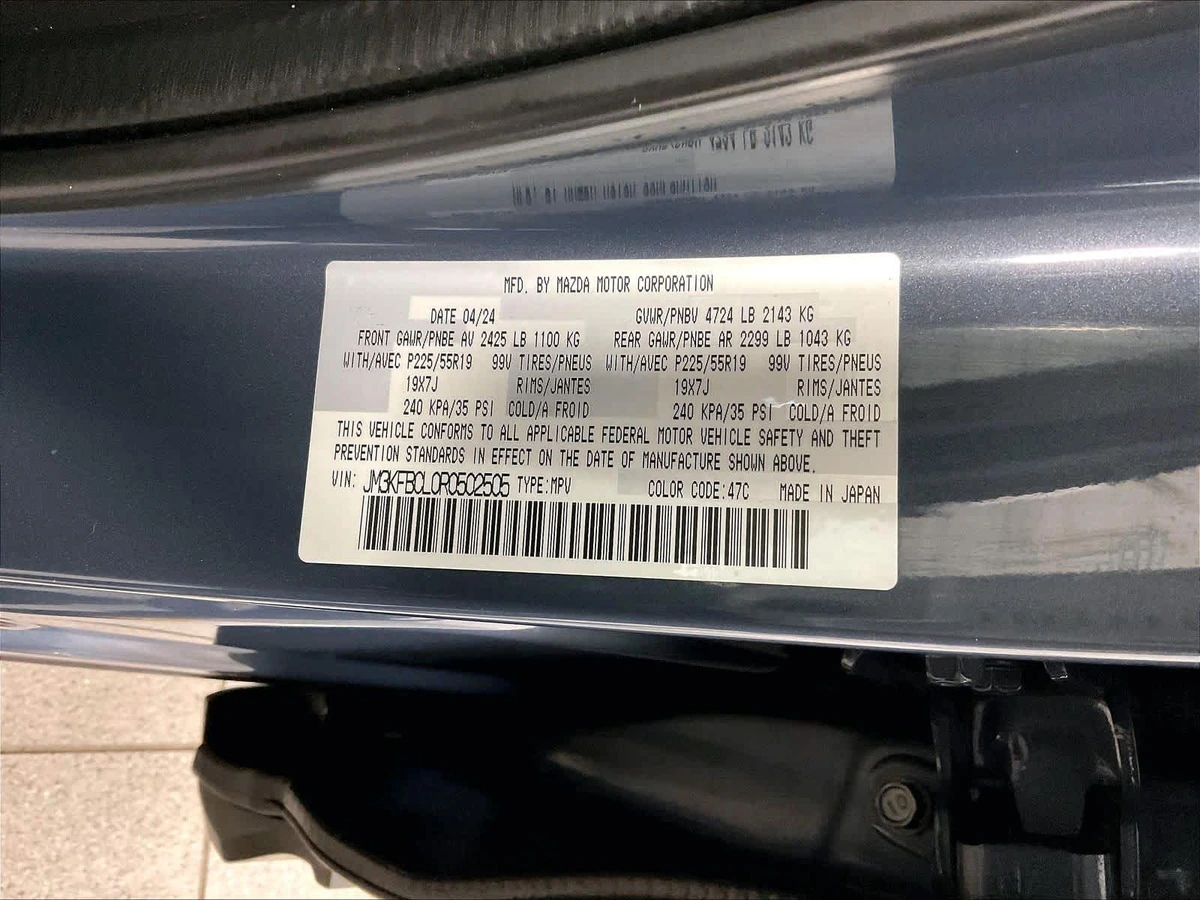 MFD. BY MAZDA MOTOR CORPORATION
DATE 04/24 GVWR/PNBV 4724 LB 2143 KG
FRONT GAWR/PNBE AV 2425 LB 1100 KG REAR GAWR/PNBE AR 2299 LB 1043 KG
WITH/AVEC P225/55R19 99V TIRES/PNEUS WITH/AVEC P225/55R19 99V TIRES/PNEUS
19X7J RIMS/JANTES 19X7J RIMS/JANTES
240 KPA/35 PSI COLD/A FROID 240 KPA/35 PSI COLD/A FROID
THIS VEHICLE CONFORMS TO ALL APPLICABLE FEDERAL MOTOR VEHICLE SAFETY AND THEFT
PREVENTION STANDARDS IN EFFECT ON THE DATE OF MANUFACTURE SHOWN ABOVE.
VIN: JM3KFBCL0R0502505 TYPE:MPV COLOR CODE:47C MADE IN JAPAN
10